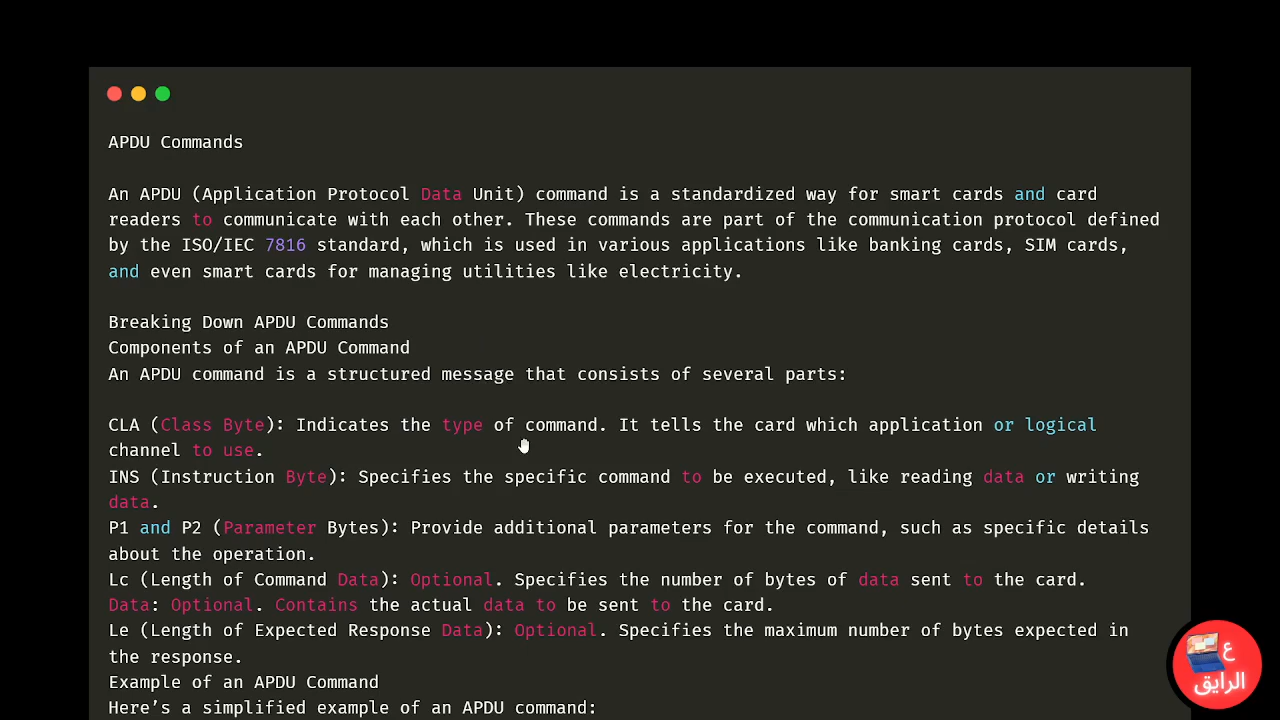 APDU Commands
An APDU (Application Protocol Data Unit) command is a standardized way for smart cards and card
readers to communicate with each other. These commands are part of the communication protocol defined
by the ISO/IEC 7816 standard, which is used in various applications like banking cards, SIM cards,
and even smart cards for managing utilities like electricity.
Breaking Down APDU Commands
Components of an APDU Command
An APDU command is a structured message that consists of several parts:
CLA (Class Byte): Indicates the type of command. It tells the card which application or logical
channel to use.
INS (Instruction Byte): Specifies the specific command to be executed, like reading data or writing
data.
P1 and P2 (Parameter Bytes): Provide additional parameters for the command, such as specific details
about the operation.
Lc (Length of Command Data): Optional. Specifies the number of bytes of data sent to the card.
Data: Optional. Contains the actual data to be sent to the card.
Le (Length of Expected Response Data): Optional. Specifies the maximum number of bytes expected in
the response.
Example of an APDU Command
Here's a simplified example of an APDU command:
ع
الرايق